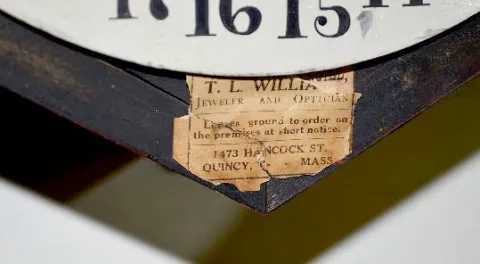 16 15
T. L. WILLIA
JEWELER AND OPTICIAN
Lenses ground to order on
the premises at short notice.
1473 HANCOCK ST.
QUINCY, - MASS